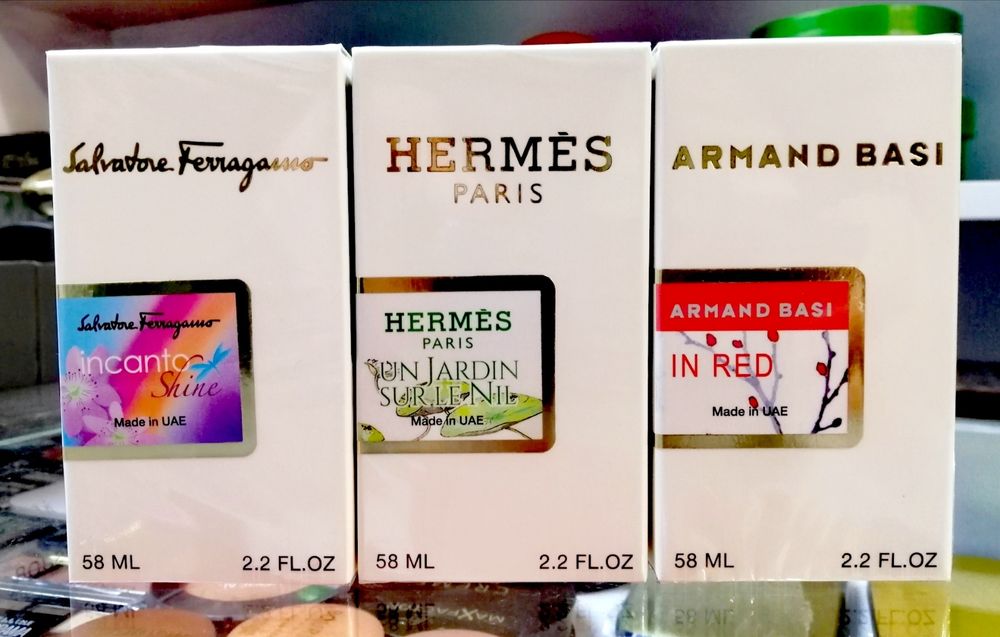 Salvatore Ferragamo
Salvatore Ferragamo
incanto
Shine
Made in UAE
58 ML 2.2 FL.OZ
HERMÈS
PARIS
HERMÈS
PARIS
UN JARDIN
SUR LE NIL
Made in UAE
58 ML 2.2 FL.OZ
ARMAND BASI
ARMAND BASI
IN RED
Made in UAE
58 ML 2.2 FL.OZ